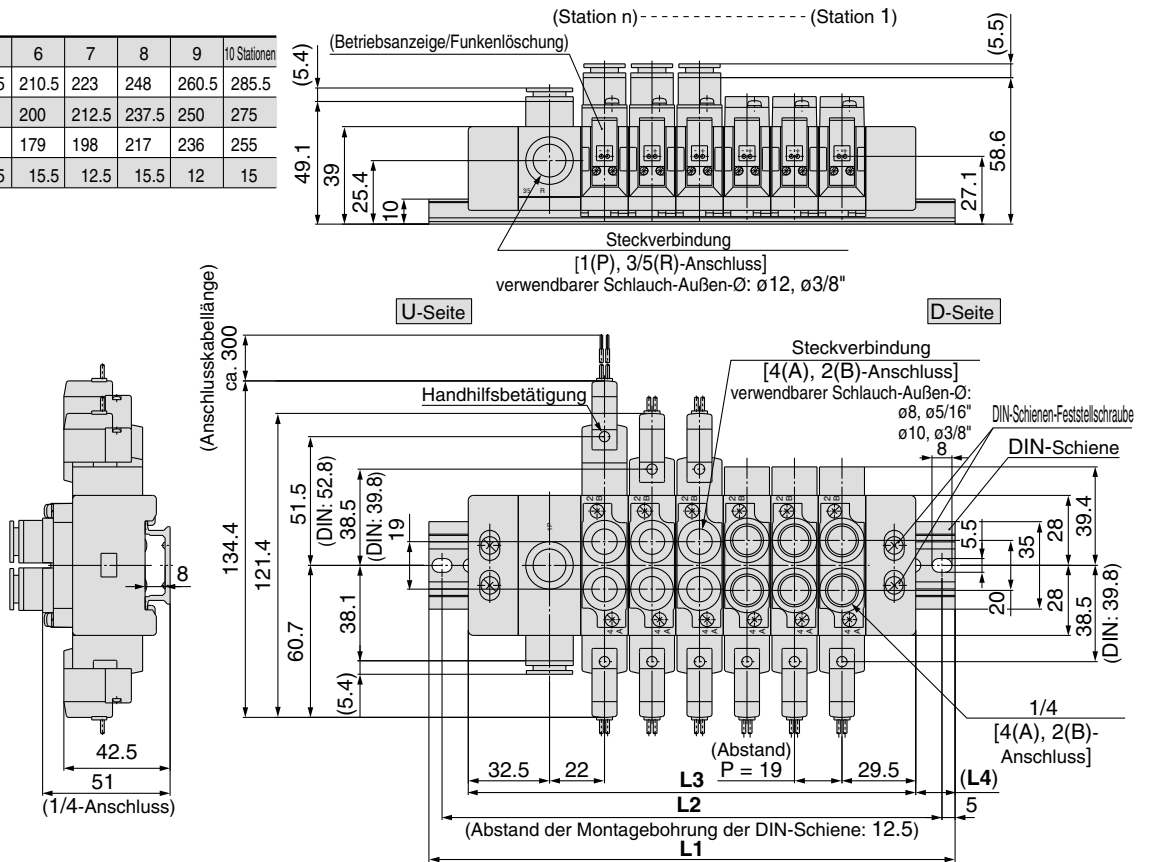 6 7 8 9 10 Stationen
5 210.5 223 248 260.5 285.5
200 212.5 237.5 250 275
179 198 217 236 255
5 15.5 12.5 15.5 12 15
(Station n) (Station 1)
(Betriebsanzeige/Funkenlöschung)
(5.4)
(5.5)
49.1
39
25.4
10
3/5 R
58.6
27.1
Steckverbindung
[1(P), 3/5(R)-Anschluss]
verwendbarer Schlauch-Außen-Ø: ø12, ø3/8"
U-Seite
D-Seite
(Anschlusskabellänge)
ca. 300
Steckverbindung
[4(A), 2(B)-Anschluss]
verwendbarer Schlauch-Außen-Ø:
ø8, ø5/16"
ø10, ø3/8"
Handhilfsbetätigung
DIN-Schienen-Feststellschraube
8
DIN-Schiene
134.4
121.4
51.5
(DIN: 52.8)
38.5
(DIN: 39.8)
19
60.7
38.1
(5.4)
8
5.5
20
35
28
28
39.4
38.5
(DIN: 39.8)
1/4
[4(A), 2(B)-
Anschluss]
42.5
51
(1/4-Anschluss)
(Abstand)
32.5 22 P = 19 29.5
L3 (L4)
L2 5
(Abstand der Montagebohrung der DIN-Schiene: 12.5)
L1